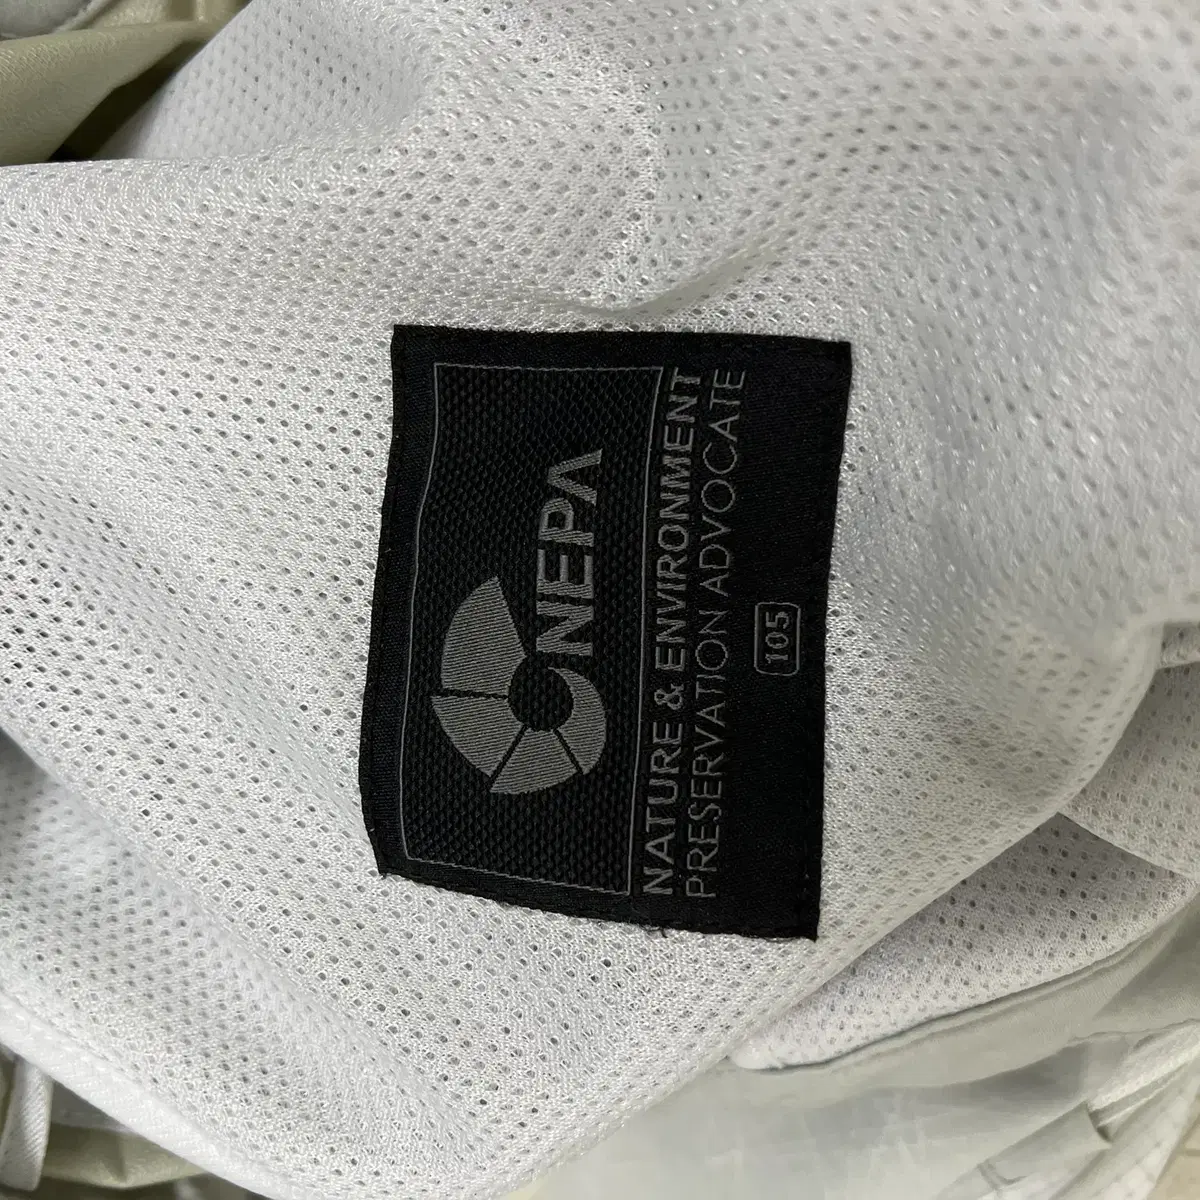 NEPA
NATURE & ENVIRONMENT
PRESERVATION ADVOCATE
105